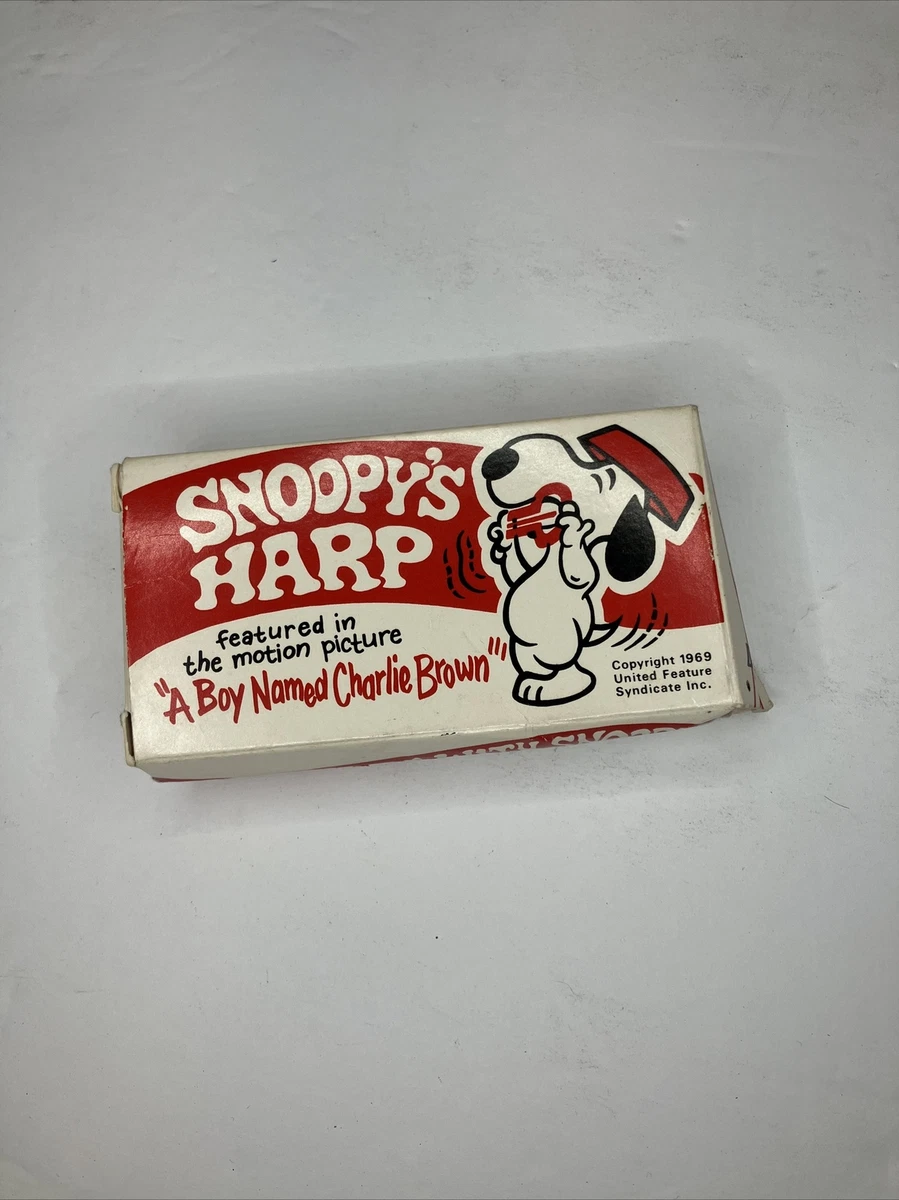 SNOOPY'S
HARP
featured in
the motion picture
"A Boy Named Charlie Brown"
Copyright 1969
United Feature
Syndicate Inc.